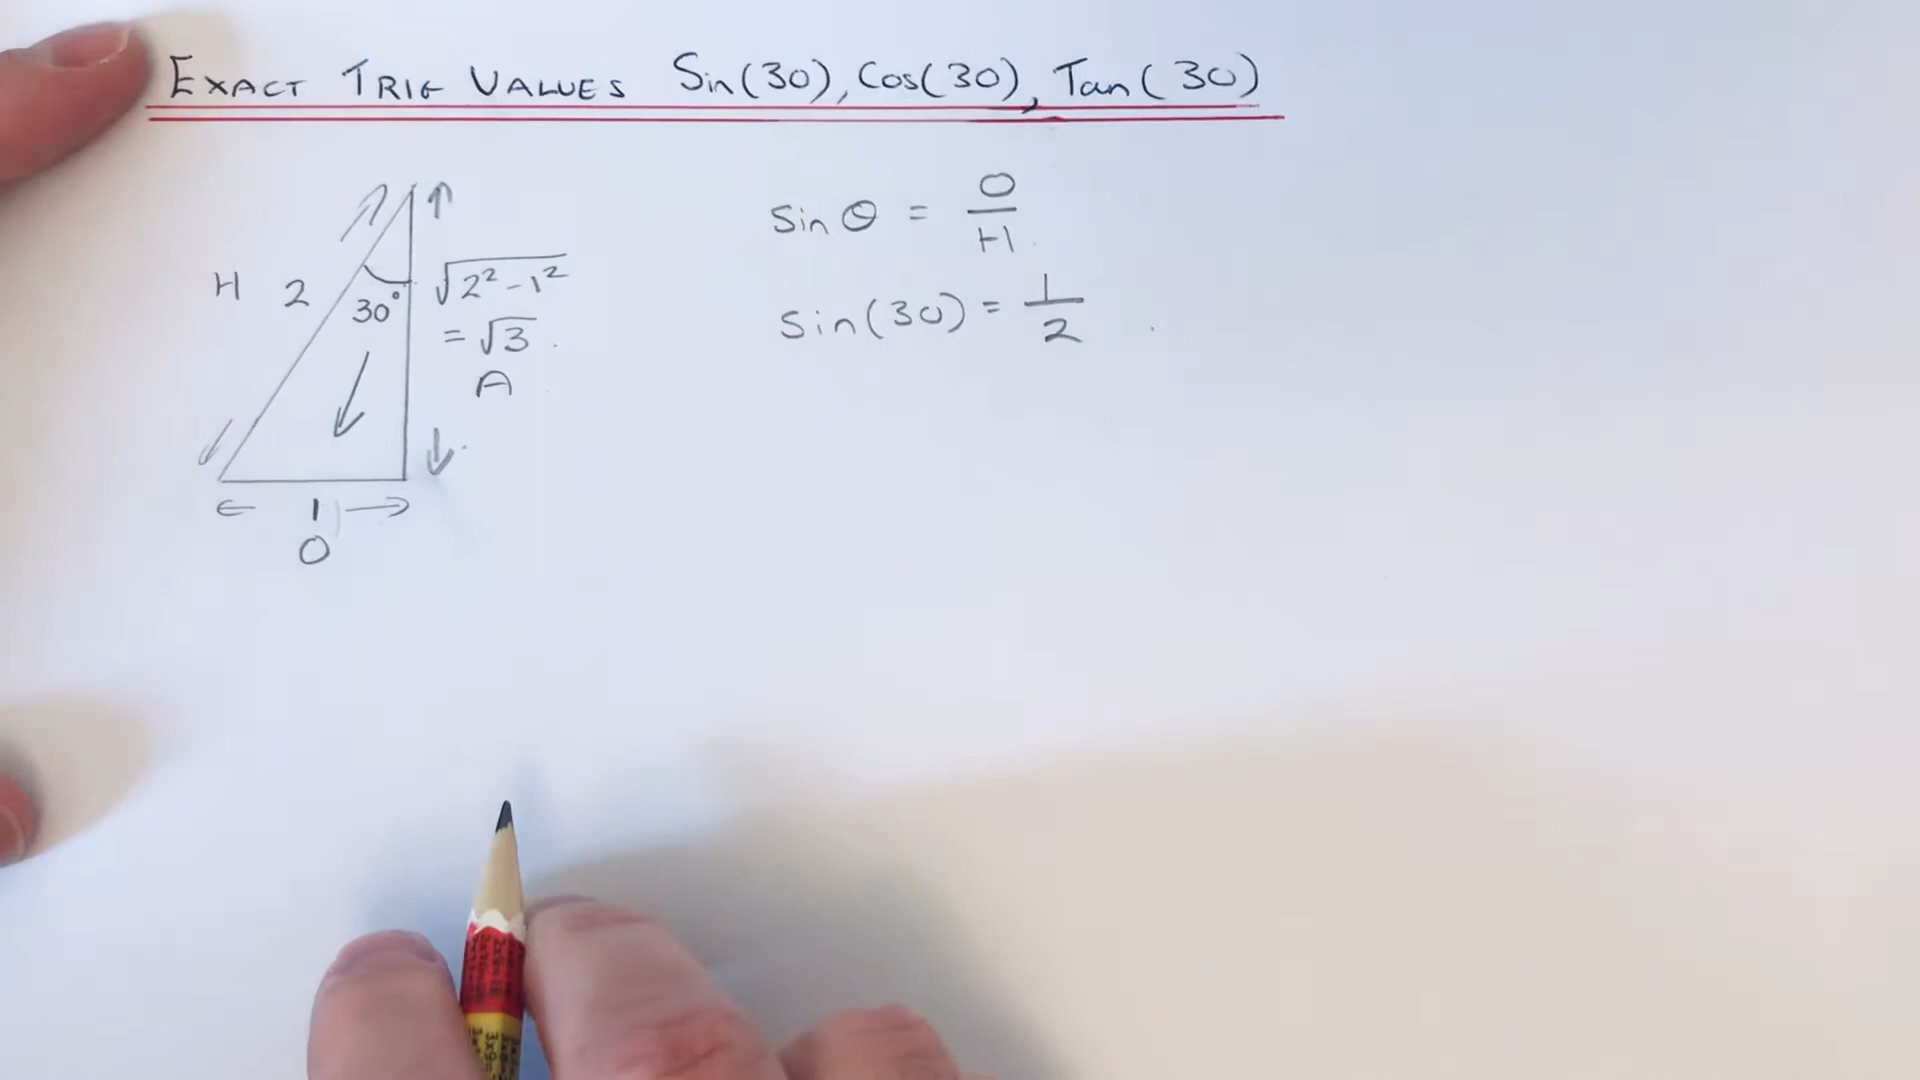 EXACT TRIG VALUES Sin(30), Cos(30), Tan(30)
H 2
30°
√2²-1²
= √3.
A
1
O
Sin θ = O/H
Sin(30) = 1/2